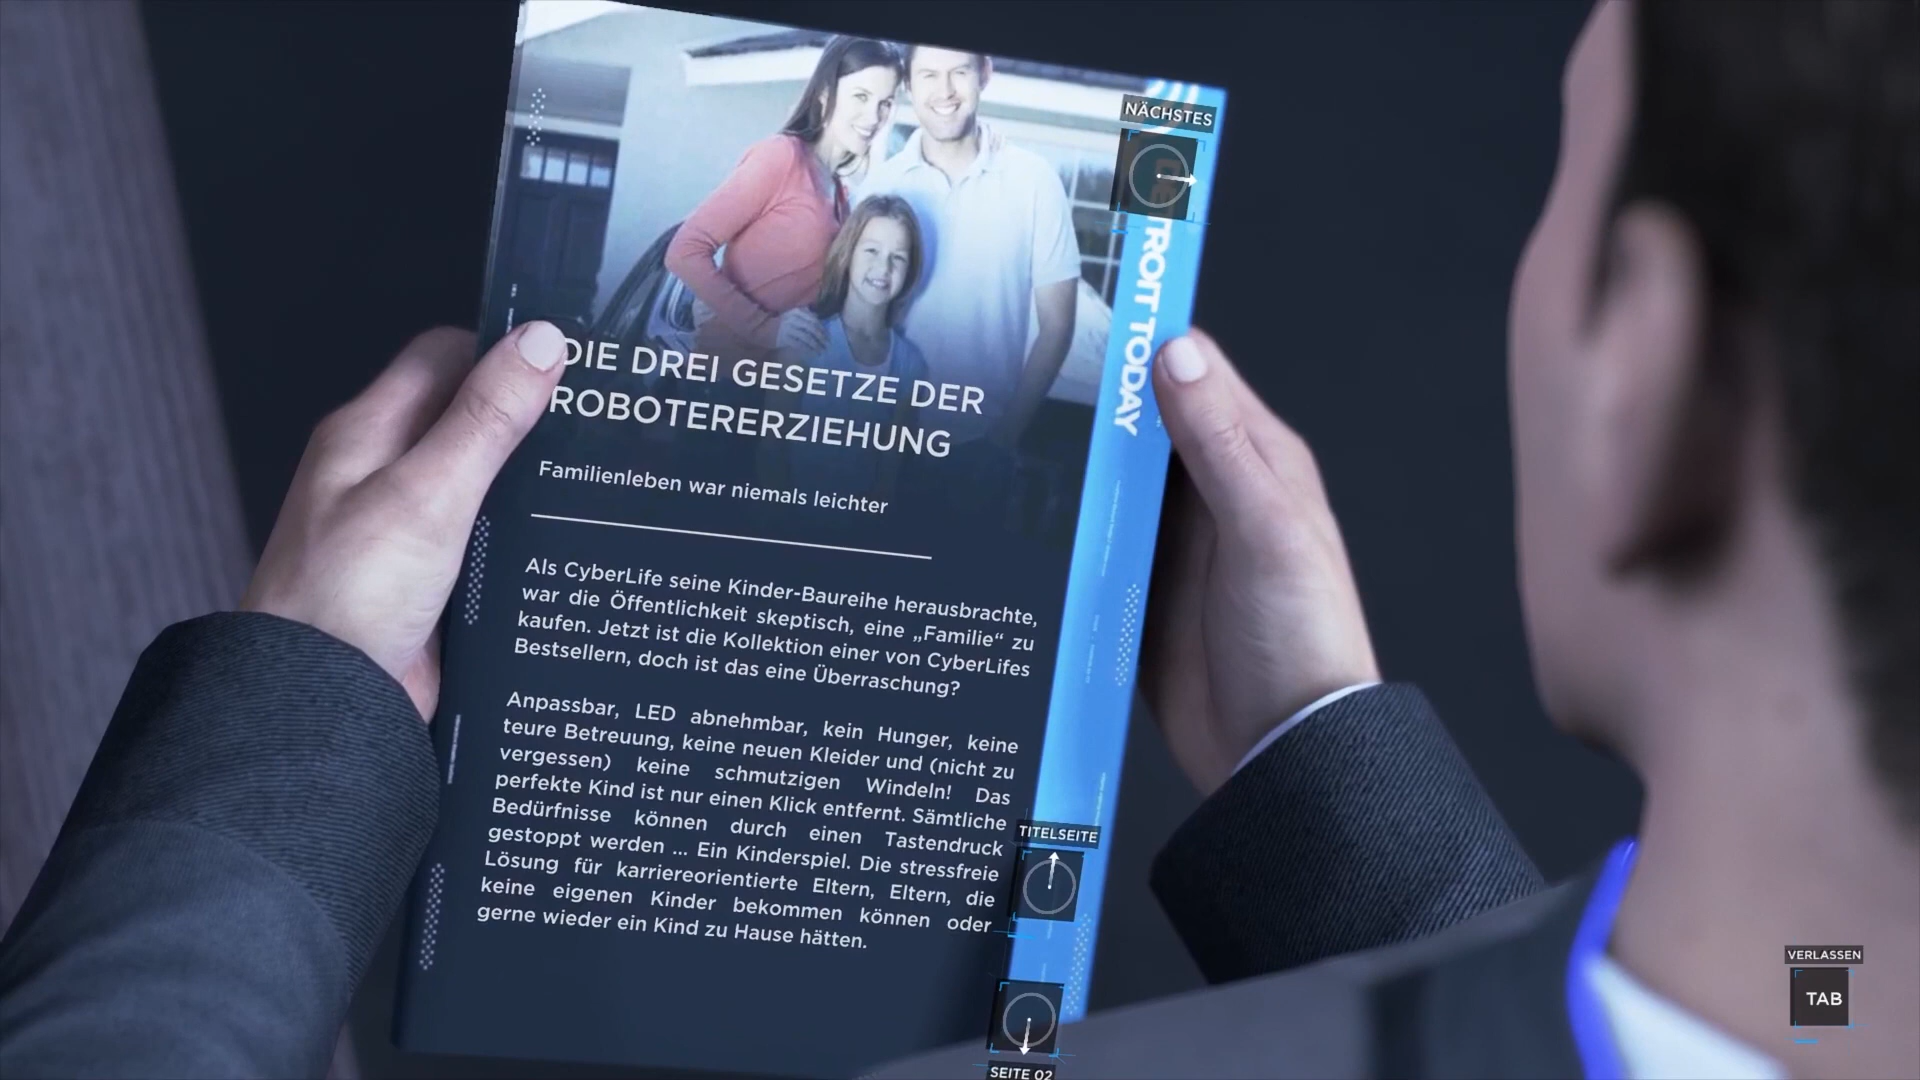 NÄCHSTES
TROIT TODAY
DIE DREI GESETZE DER
ROBOTERERZIEHUNG
Familienleben war niemals leichter
Als CyberLife seine Kinder-Baureihe herausbrachte,
war die Öffentlichkeit skeptisch, eine „Familie“ zu
kaufen. Jetzt ist die Kollektion einer von CyberLifes
Bestsellern, doch ist das eine Überraschung?
Anpassbar, LED abnehmbar, kein Hunger, keine
teure Betreuung, keine neuen Kleider und (nicht zu
vergessen) keine schmutzigen Windeln! Das
perfekte Kind ist nur einen Klick entfernt. Sämtliche
Bedürfnisse können durch einen Tastendruck
gestoppt werden ... Ein Kinderspiel. Die stressfreie
Lösung für karriereorientierte Eltern, Eltern, die
keine eigenen Kinder bekommen können oder
gerne wieder ein Kind zu Hause hätten.
TITELSEITE
SEITE 02
VERLASSEN
TAB